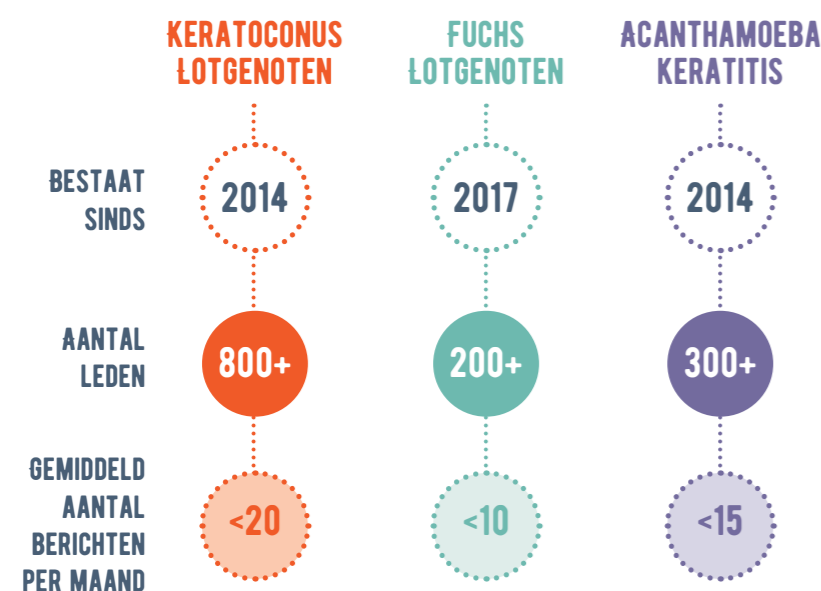 KERATOCONUS
LOTGENOTEN
FUCHS
LOTGENOTEN
ACANTHAMOEBA
KERATITIS
BESTAAT
SINDS
2014
2017
2014
AANTAL
LEDEN
800+
200+
300+
GEMIDDELD
AANTAL
BERICHTEN
PER MAAND
<20
<10
<15